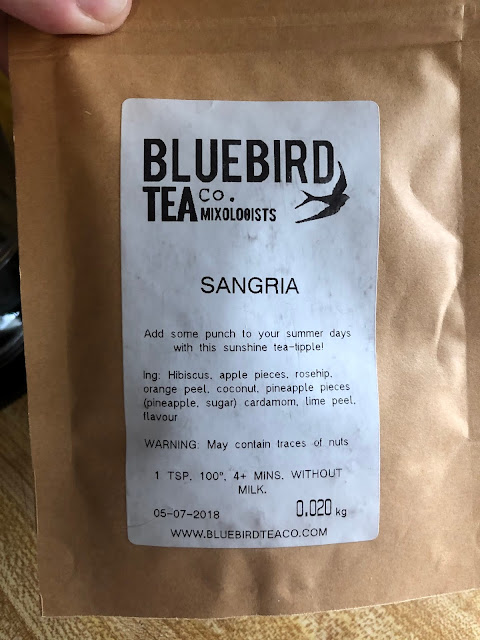 BLUEBIRD
TEA Co. MIXOLOGISTS
SANGRIA
Add some punch to your summer days
with this sunshine tea-tipple!
Ing: Hibiscus, apple pieces, rosehip,
orange peel, coconut, pineapple pieces
(pineapple, sugar) cardamom, lime peel,
flavour
WARNING: May contain traces of nuts
1 TSP. 100°. 4+ MINS. WITHOUT
MILK.
05-07-2018 0.020 kg
WWW.BLUEBIRDTEACO.COM